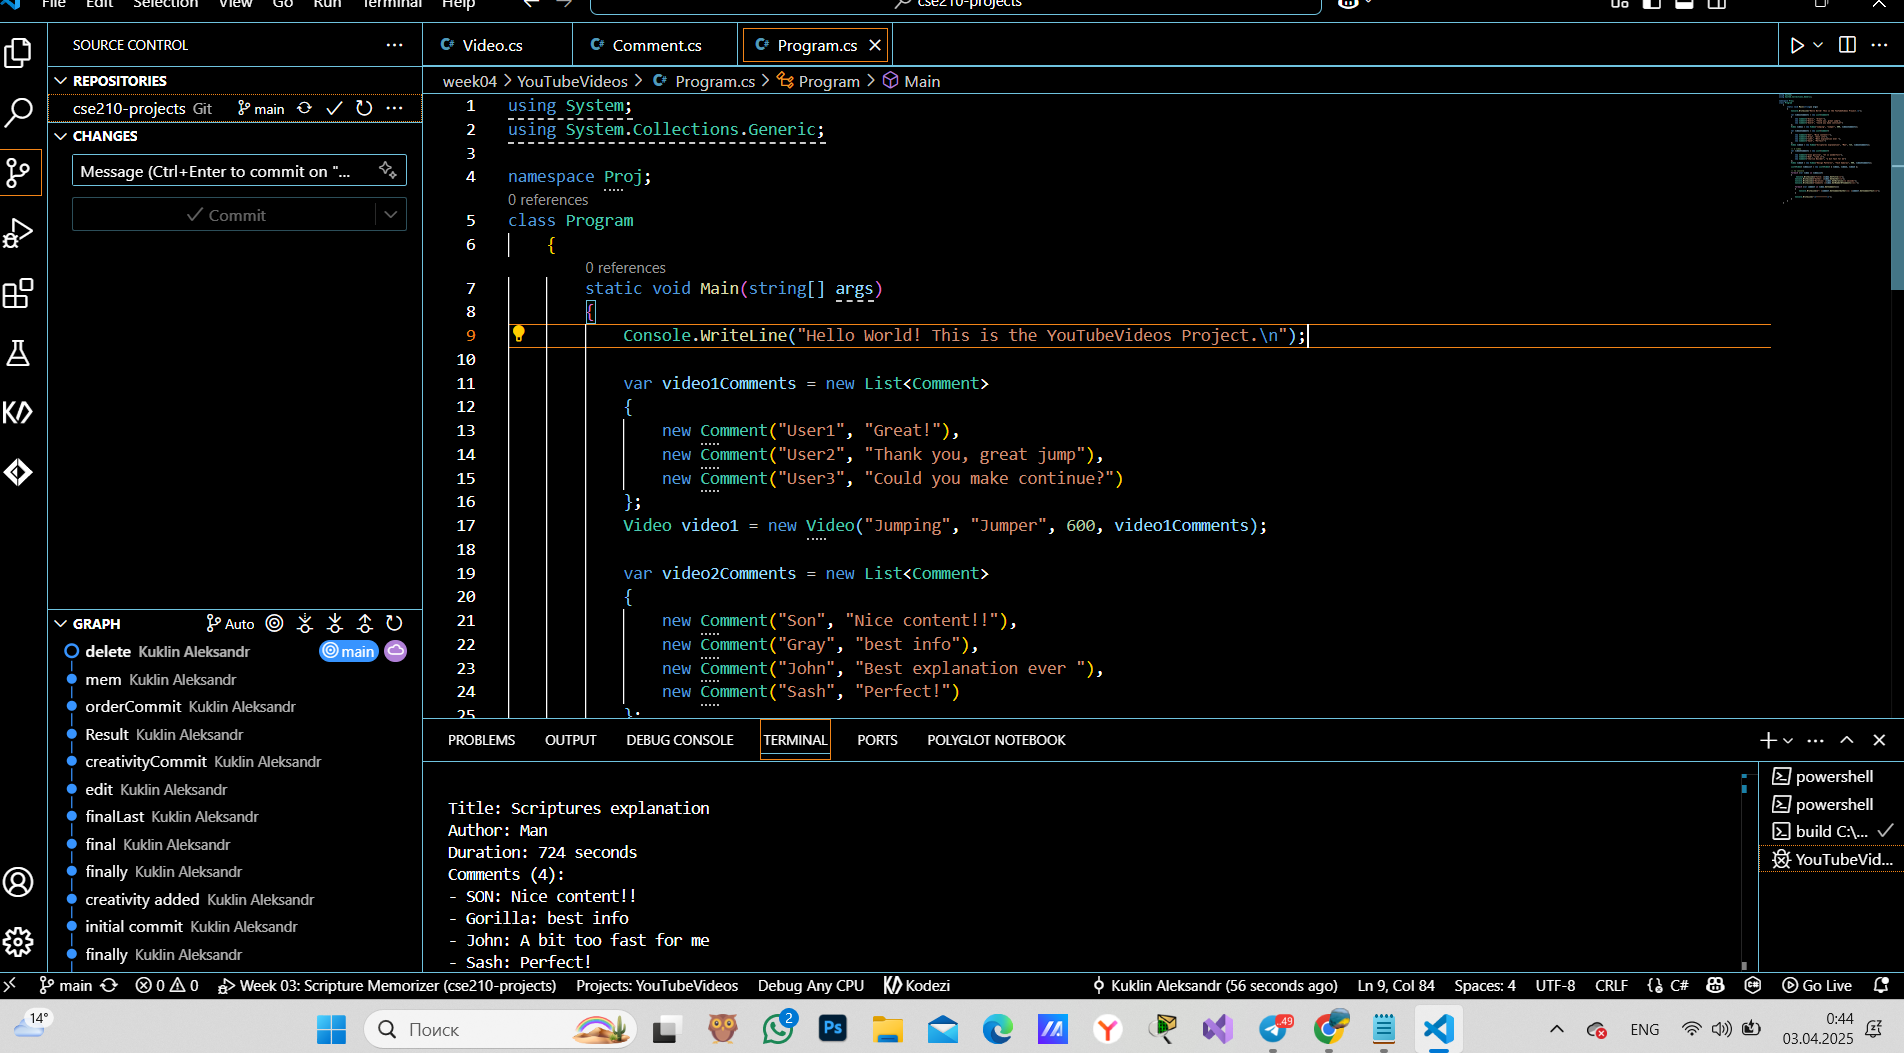 File Edit Selection View Go Run Terminal Help
cse210-projects
SOURCE CONTROL
REPOSITORIES
cse210-projects Git main
CHANGES
Message (Ctrl+Enter to commit on "...
Commit
GRAPH
Auto
delete Kuklin Aleksandr main
mem Kuklin Aleksandr
orderCommit Kuklin Aleksandr
Result Kuklin Aleksandr
creativityCommit Kuklin Aleksandr
edit Kuklin Aleksandr
finalLast Kuklin Aleksandr
final Kuklin Aleksandr
finally Kuklin Aleksandr
creativity added Kuklin Aleksandr
initial commit Kuklin Aleksandr
finally Kuklin Aleksandr
Video.cs
Comment.cs
Program.cs
week04 > YouTubeVideos > Program.cs > Program > Main
1 using System;
2 using System.Collections.Generic;
3
4 namespace Proj;
0 references
5 class Program
6 {
0 references
7 static void Main(string[] args)
8 {
9 Console.WriteLine("Hello World! This is the YouTubeVideos Project.\n");
10
11 var video1Comments = new List<Comment>
12 {
13 new Comment("User1", "Great!"),
14 new Comment("User2", "Thank you, great jump"),
15 new Comment("User3", "Could you make continue?")
16 };
17 Video video1 = new Video("Jumping", "Jumper", 600, video1Comments);
18
19 var video2Comments = new List<Comment>
20 {
21 new Comment("Son", "Nice content!!"),
22 new Comment("Gray", "best info"),
23 new Comment("John", "Best explanation ever "),
24 new Comment("Sash", "Perfect!")
25 };
PROBLEMS OUTPUT DEBUG CONSOLE TERMINAL PORTS POLYGLOT NOTEBOOK
Title: Scriptures explanation
Author: Man
Duration: 724 seconds
Comments (4):
- SON: Nice content!!
- Gorilla: best info
- John: A bit too fast for me
- Sash: Perfect!
powershell
powershell
build C:\...
YouTubeVid...
main 0 0 Week 03: Scripture Memorizer (cse210-projects) Projects: YouTubeVideos Debug Any CPU Kodezi Kuklin Aleksandr (56 seconds ago) Ln 9, Col 84 Spaces: 4 UTF-8 CRLF C# Go Live
14°
Поиск
2
Ps
49
ENG
0:44
03.04.2025